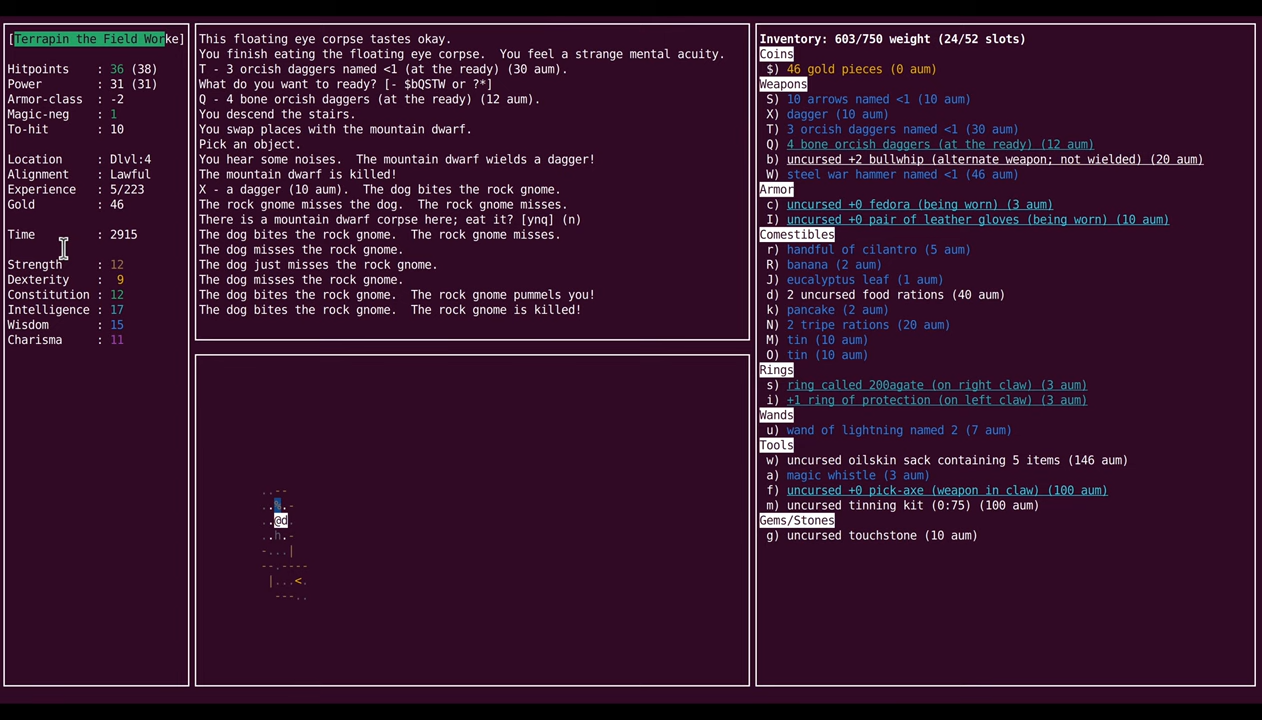 [Terrapin the Field Worke]
Hitpoints    : 36 (38)
Power        : 31 (31)
Armor-class  : -2
Magic-neg    : 1
To-hit       : 10
Location     : Dlvl:4
Alignment    : Lawful
Experience   : 5/223
Gold         : 46
Time         : 2915
Strength     : 12
Dexterity    :  9
Constitution : 12
Intelligence : 17
Wisdom       : 15
Charisma     : 11
This floating eye corpse tastes okay.
You finish eating the floating eye corpse.  You feel a strange mental acuity.
T - 3 orcish daggers named <1 (at the ready) (30 aum).
What do you want to ready? [- $bQSTW or ?*]
Q - 4 bone orcish daggers (at the ready) (12 aum).
You descend the stairs.
You swap places with the mountain dwarf.
Pick an object.
You hear some noises.  The mountain dwarf wields a dagger!
The mountain dwarf is killed!
X - a dagger (10 aum).  The dog bites the rock gnome.
The rock gnome misses the dog.  The rock gnome misses.
There is a mountain dwarf corpse here; eat it? [ynq] (n)
The dog bites the rock gnome.  The rock gnome misses.
The dog misses the rock gnome.
The dog just misses the rock gnome.
The dog misses the rock gnome.
The dog bites the rock gnome.  The rock gnome pummels you!
The dog bites the rock gnome.  The rock gnome is killed!
..--
..%.-
..@d.
..h.-
-...|
--.----
|...<.
---..
Inventory: 603/750 weight (24/52 slots)
Coins
$) 46 gold pieces (0 aum)
Weapons
S) 10 arrows named <1 (10 aum)
X) dagger (10 aum)
T) 3 orcish daggers named <1 (30 aum)
Q) 4 bone orcish daggers (at the ready) (12 aum)
b) uncursed +2 bullwhip (alternate weapon; not wielded) (20 aum)
W) steel war hammer named <1 (46 aum)
Armor
c) uncursed +0 fedora (being worn) (3 aum)
I) uncursed +0 pair of leather gloves (being worn) (10 aum)
Comestibles
r) handful of cilantro (5 aum)
R) banana (2 aum)
J) eucalyptus leaf (1 aum)
d) 2 uncursed food rations (40 aum)
k) pancake (2 aum)
N) 2 tripe rations (20 aum)
M) tin (10 aum)
O) tin (10 aum)
Rings
s) ring called 200agate (on right claw) (3 aum)
i) +1 ring of protection (on left claw) (3 aum)
Wands
u) wand of lightning named 2 (7 aum)
Tools
w) uncursed oilskin sack containing 5 items (146 aum)
a) magic whistle (3 aum)
f) uncursed +0 pick-axe (weapon in claw) (100 aum)
m) uncursed tinning kit (0:75) (100 aum)
Gems/Stones
g) uncursed touchstone (10 aum)